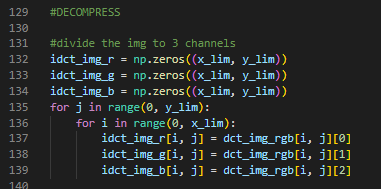 129 #DECOMPRESS
130
131 #divide the img to 3 channels
132 idct_img_r = np.zeros((x_lim, y_lim))
133 idct_img_g = np.zeros((x_lim, y_lim))
134 idct_img_b = np.zeros((x_lim, y_lim))
135 for j in range(0, y_lim):
136     for i in range(0, x_lim):
137         idct_img_r[i, j] = dct_img_rgb[i, j][0]
138         idct_img_g[i, j] = dct_img_rgb[i, j][1]
139         idct_img_b[i, j] = dct_img_rgb[i, j][2]
140